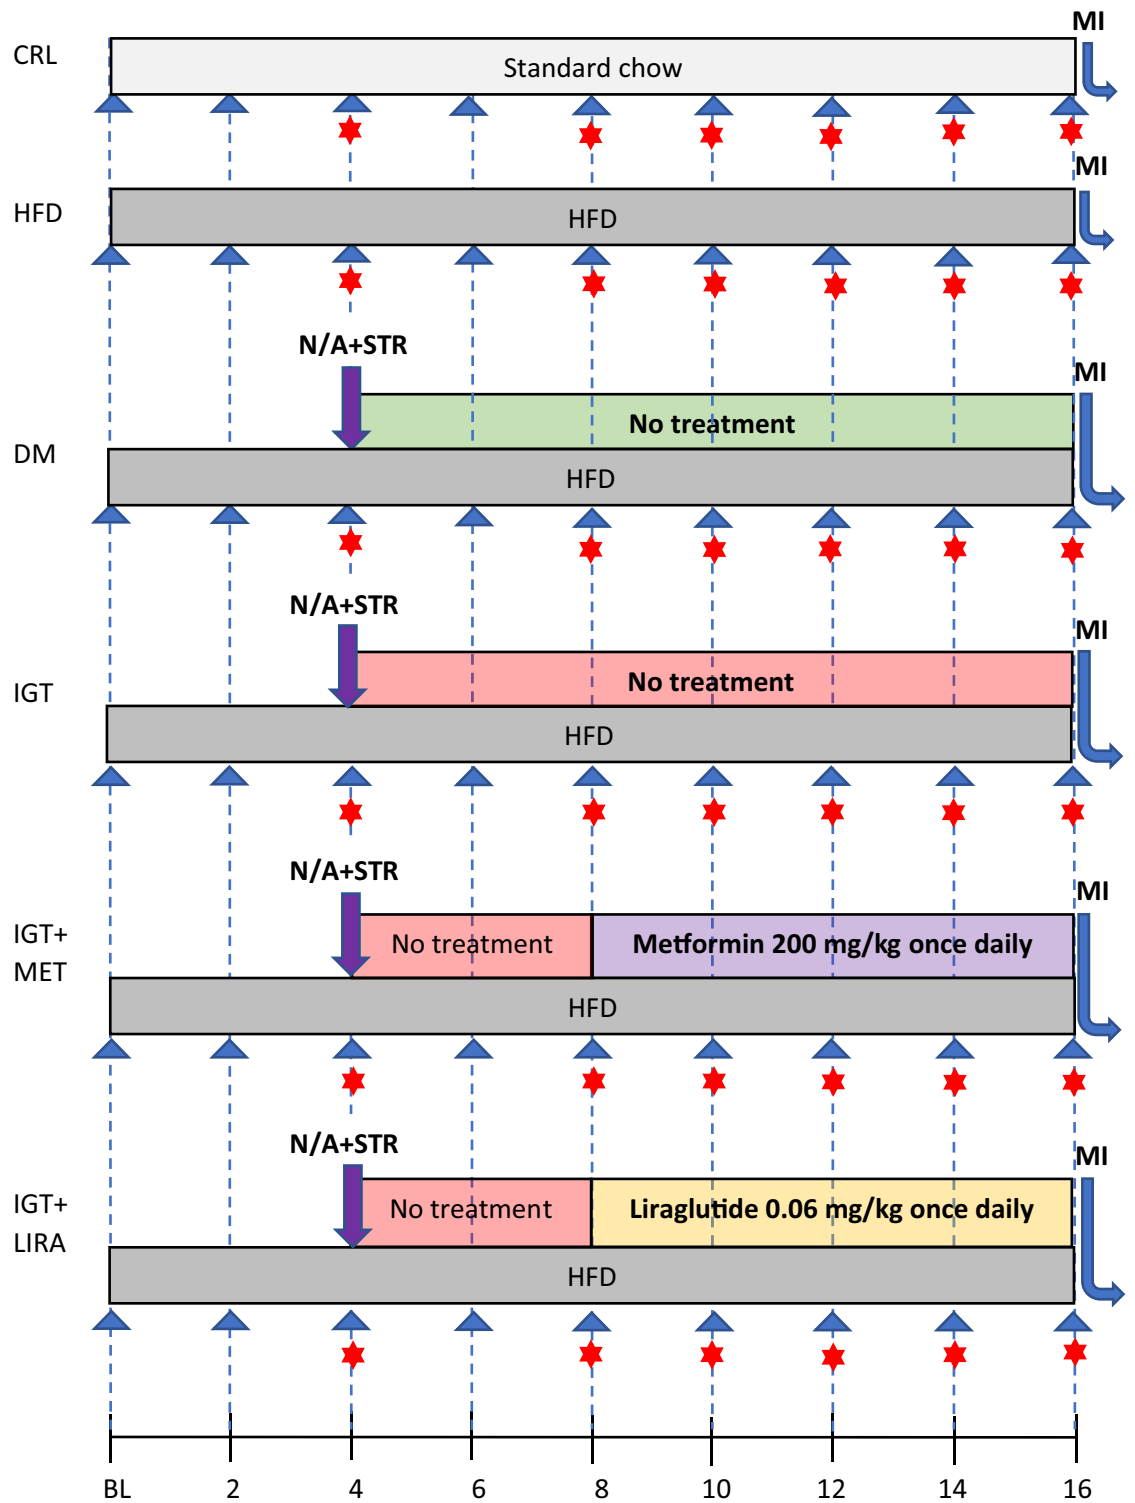 MI
CRL
Standard chow
MI
HFD
HFD
N/A+STR
MI
No treatment
DM
HFD
N/A+STR
MI
No treatment
IGT
HFD
N/A+STR
MI
IGT+
MET
No treatment
Metformin 200 mg/kg once daily
HFD
N/A+STR
MI
IGT+
LIRA
No treatment
Liraglutide 0.06 mg/kg once daily
HFD
BL 2 4 6 8 10 12 14 16